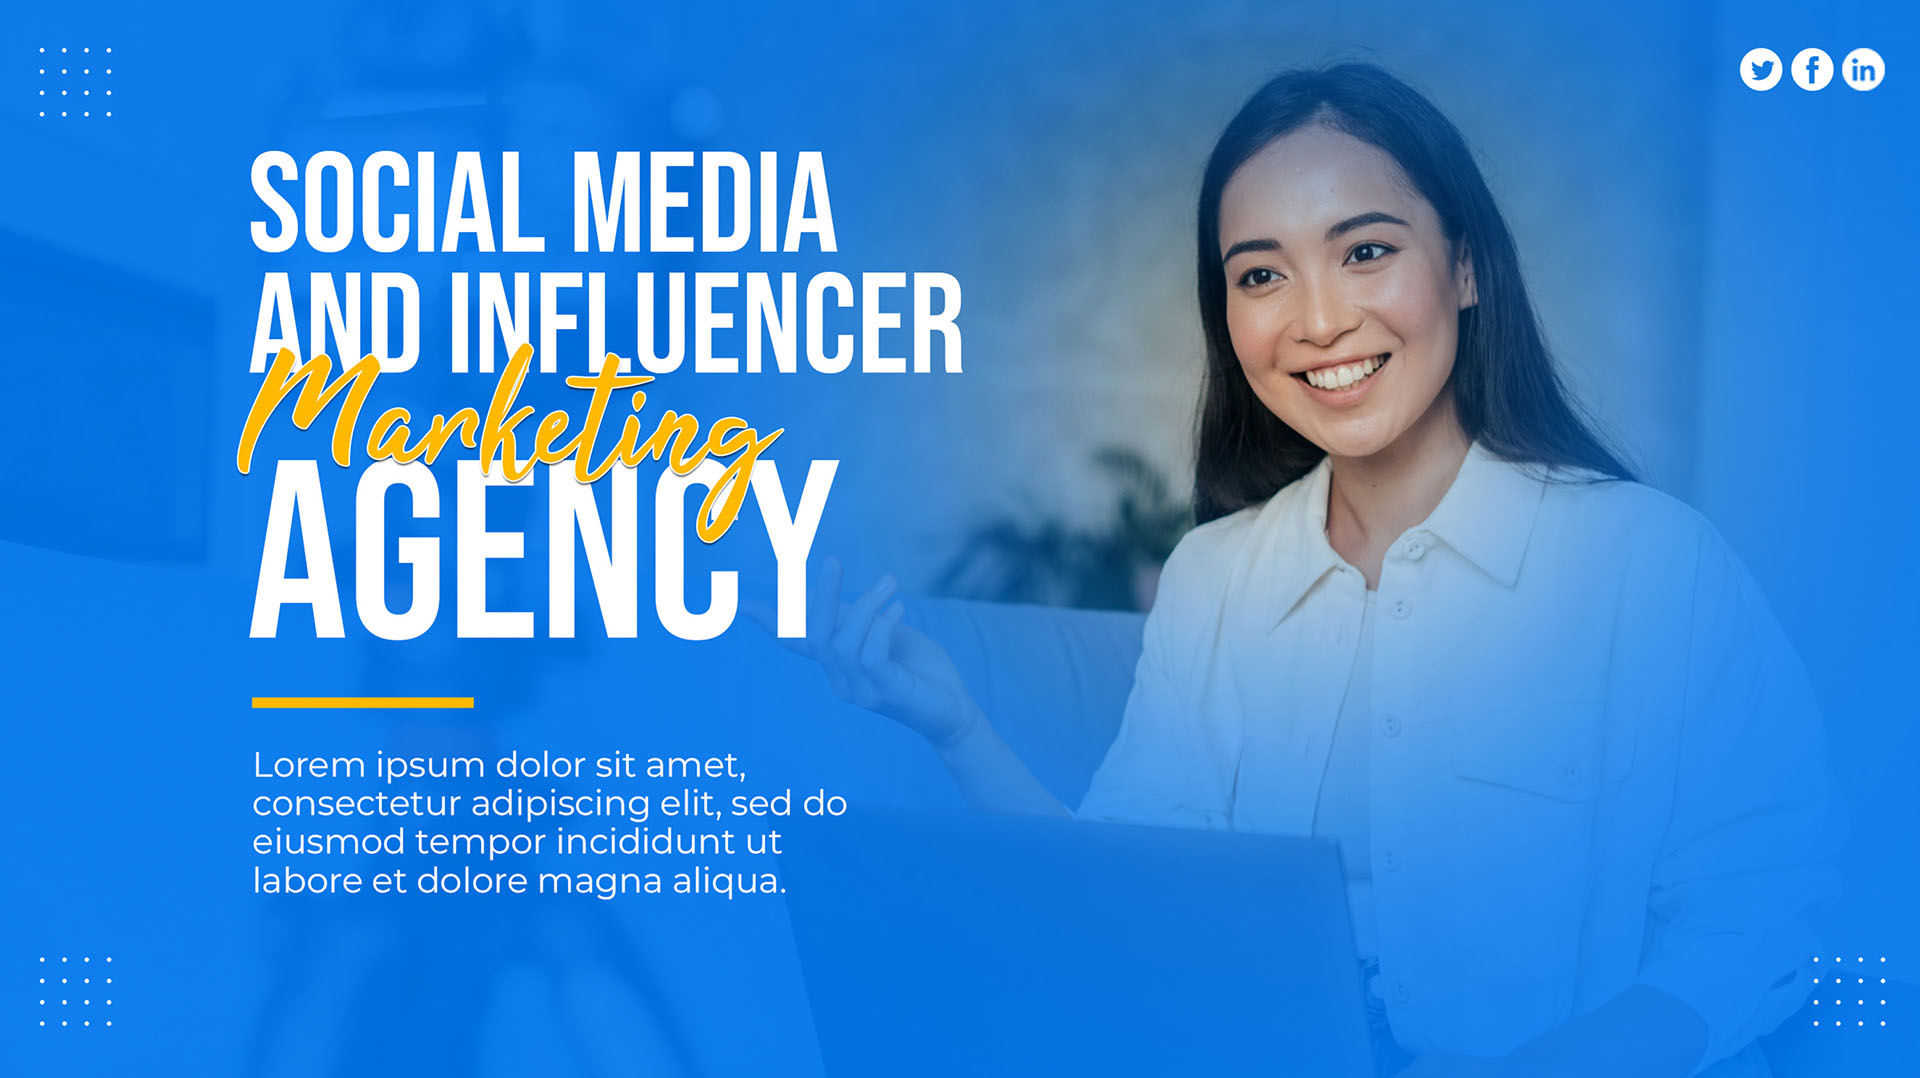 SOCIAL MEDIA
AND INFLUENCER
Marketing
AGENCY
Lorem ipsum dolor sit amet,
consectetur adipiscing elit, sed do
eiusmod tempor incididunt ut
labore et dolore magna aliqua.